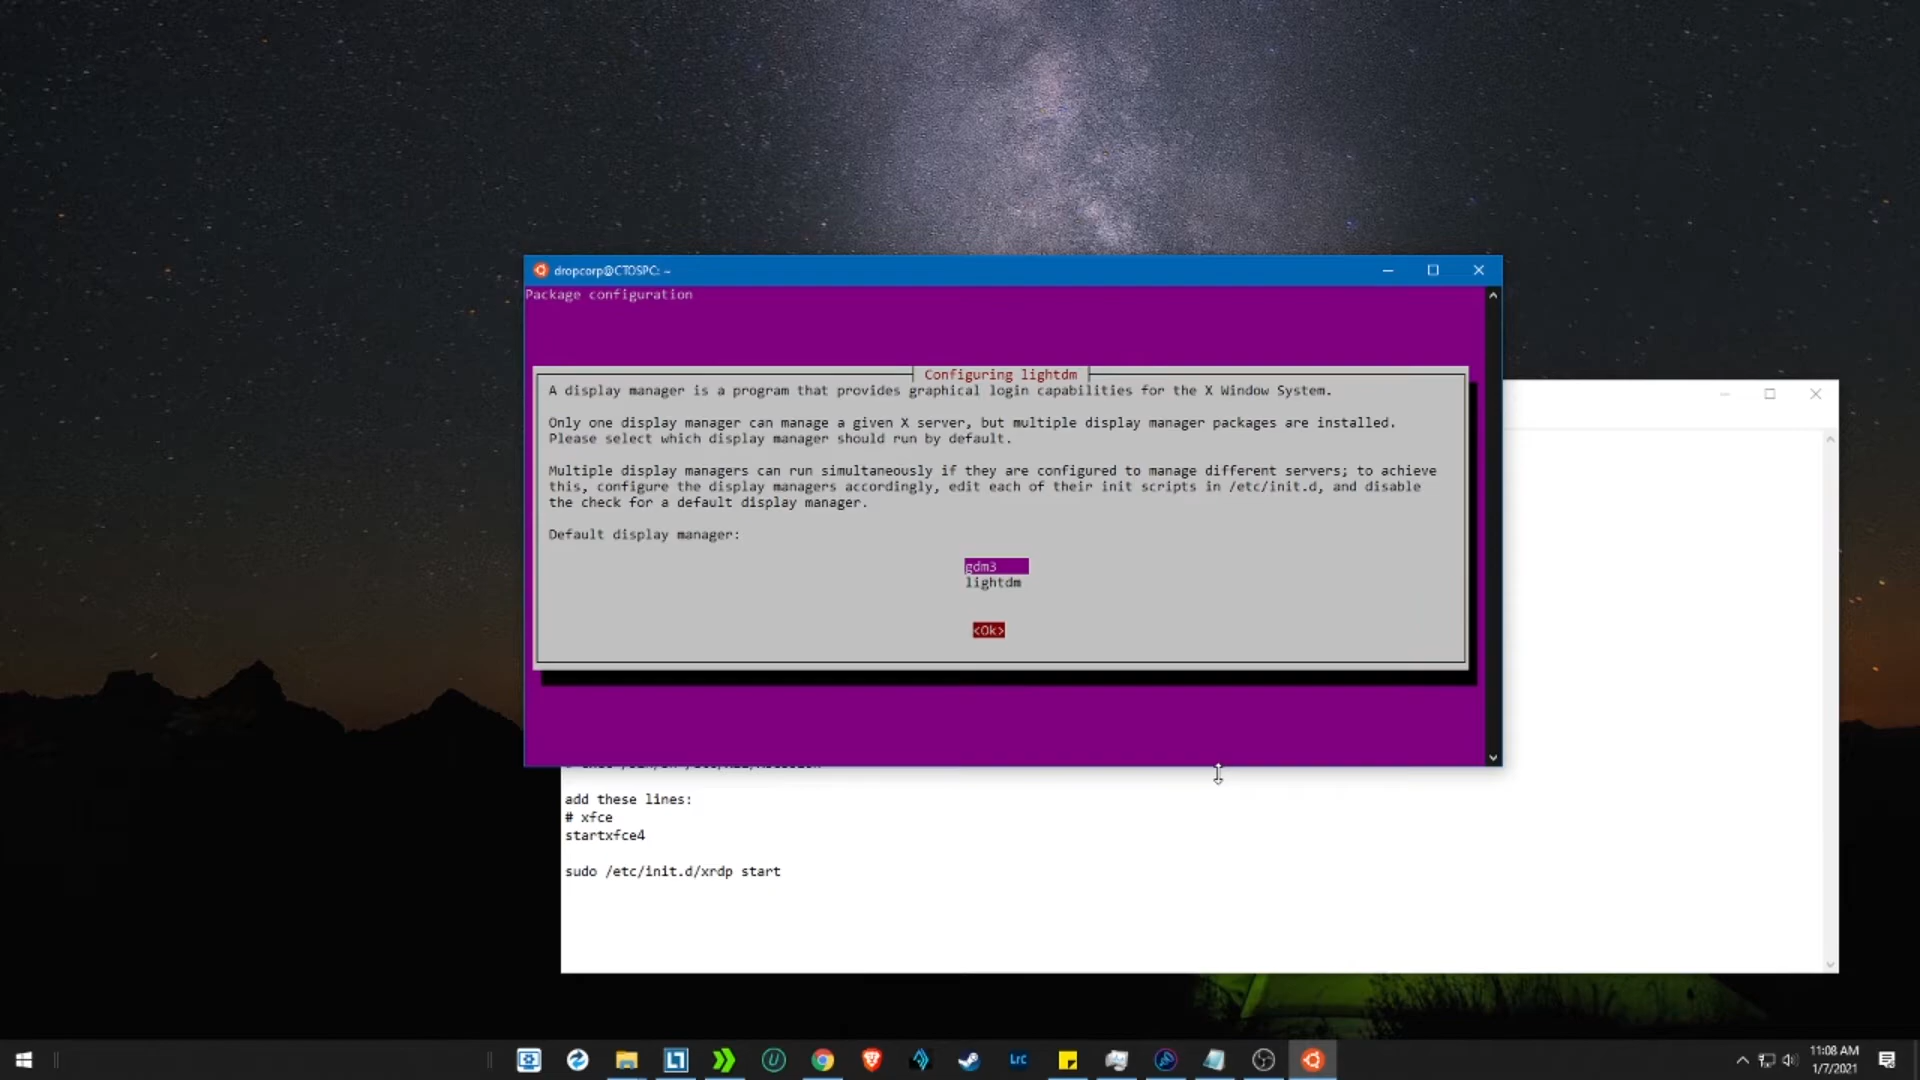 dropcorp@CTOSPC: ~
Package configuration
Configuring lightdm
A display manager is a program that provides graphical login capabilities for the X Window System.
Only one display manager can manage a given X server, but multiple display manager packages are installed.
Please select which display manager should run by default.
Multiple display managers can run simultaneously if they are configured to manage different servers; to achieve
this, configure the display managers accordingly, edit each of their init scripts in /etc/init.d, and disable
the check for a default display manager.
Default display manager:
gdm3
lightdm
<Ok>
add these lines:
# xfce
startxfce4
sudo /etc/init.d/xrdp start
Lrc
11:08 AM
1/7/2021